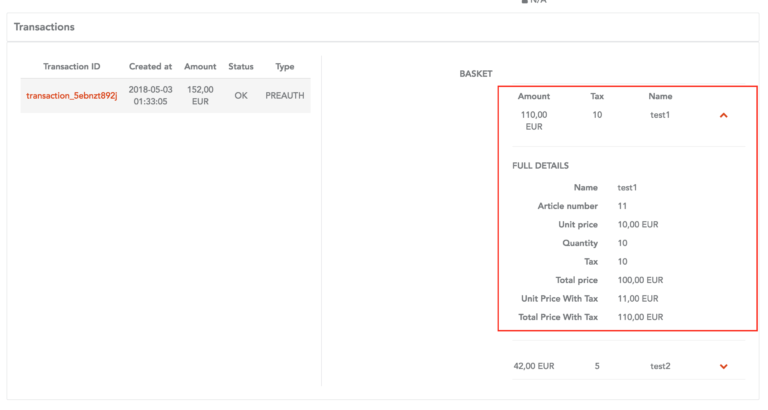 N/A
Transactions
Transaction ID Created at Amount Status Type
transaction_5ebnzt892j 2018-05-03 01:33:05 152,00 EUR OK PREAUTH
BASKET
Amount Tax Name
110,00 EUR 10 test1
FULL DETAILS
Name test1
Article number 11
Unit price 10,00 EUR
Quantity 10
Tax 10
Total price 100,00 EUR
Unit Price With Tax 11,00 EUR
Total Price With Tax 110,00 EUR
42,00 EUR 5 test2